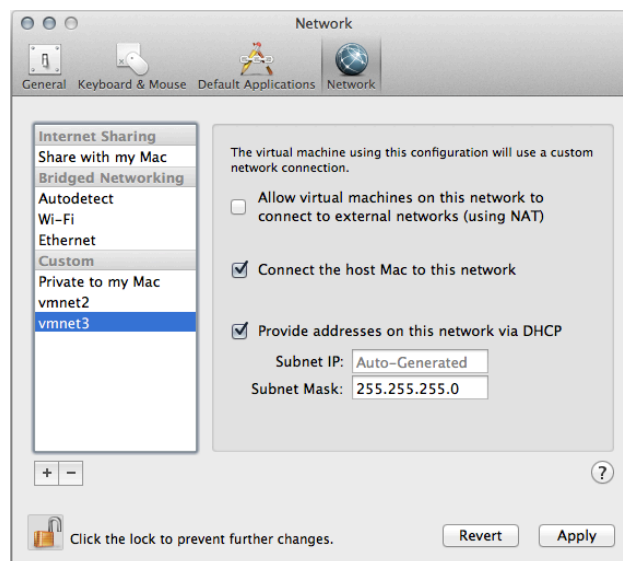 Network
General Keyboard & Mouse Default Applications Network
Internet Sharing
Share with my Mac
Bridged Networking
Autodetect
Wi-Fi
Ethernet
Custom
Private to my Mac
vmnet2
vmnet3
The virtual machine using this configuration will use a custom
network connection.
Allow virtual machines on this network to
connect to external networks (using NAT)
Connect the host Mac to this network
Provide addresses on this network via DHCP
Subnet IP: Auto-Generated
Subnet Mask: 255.255.255.0
+ −
?
Click the lock to prevent further changes.
Revert Apply